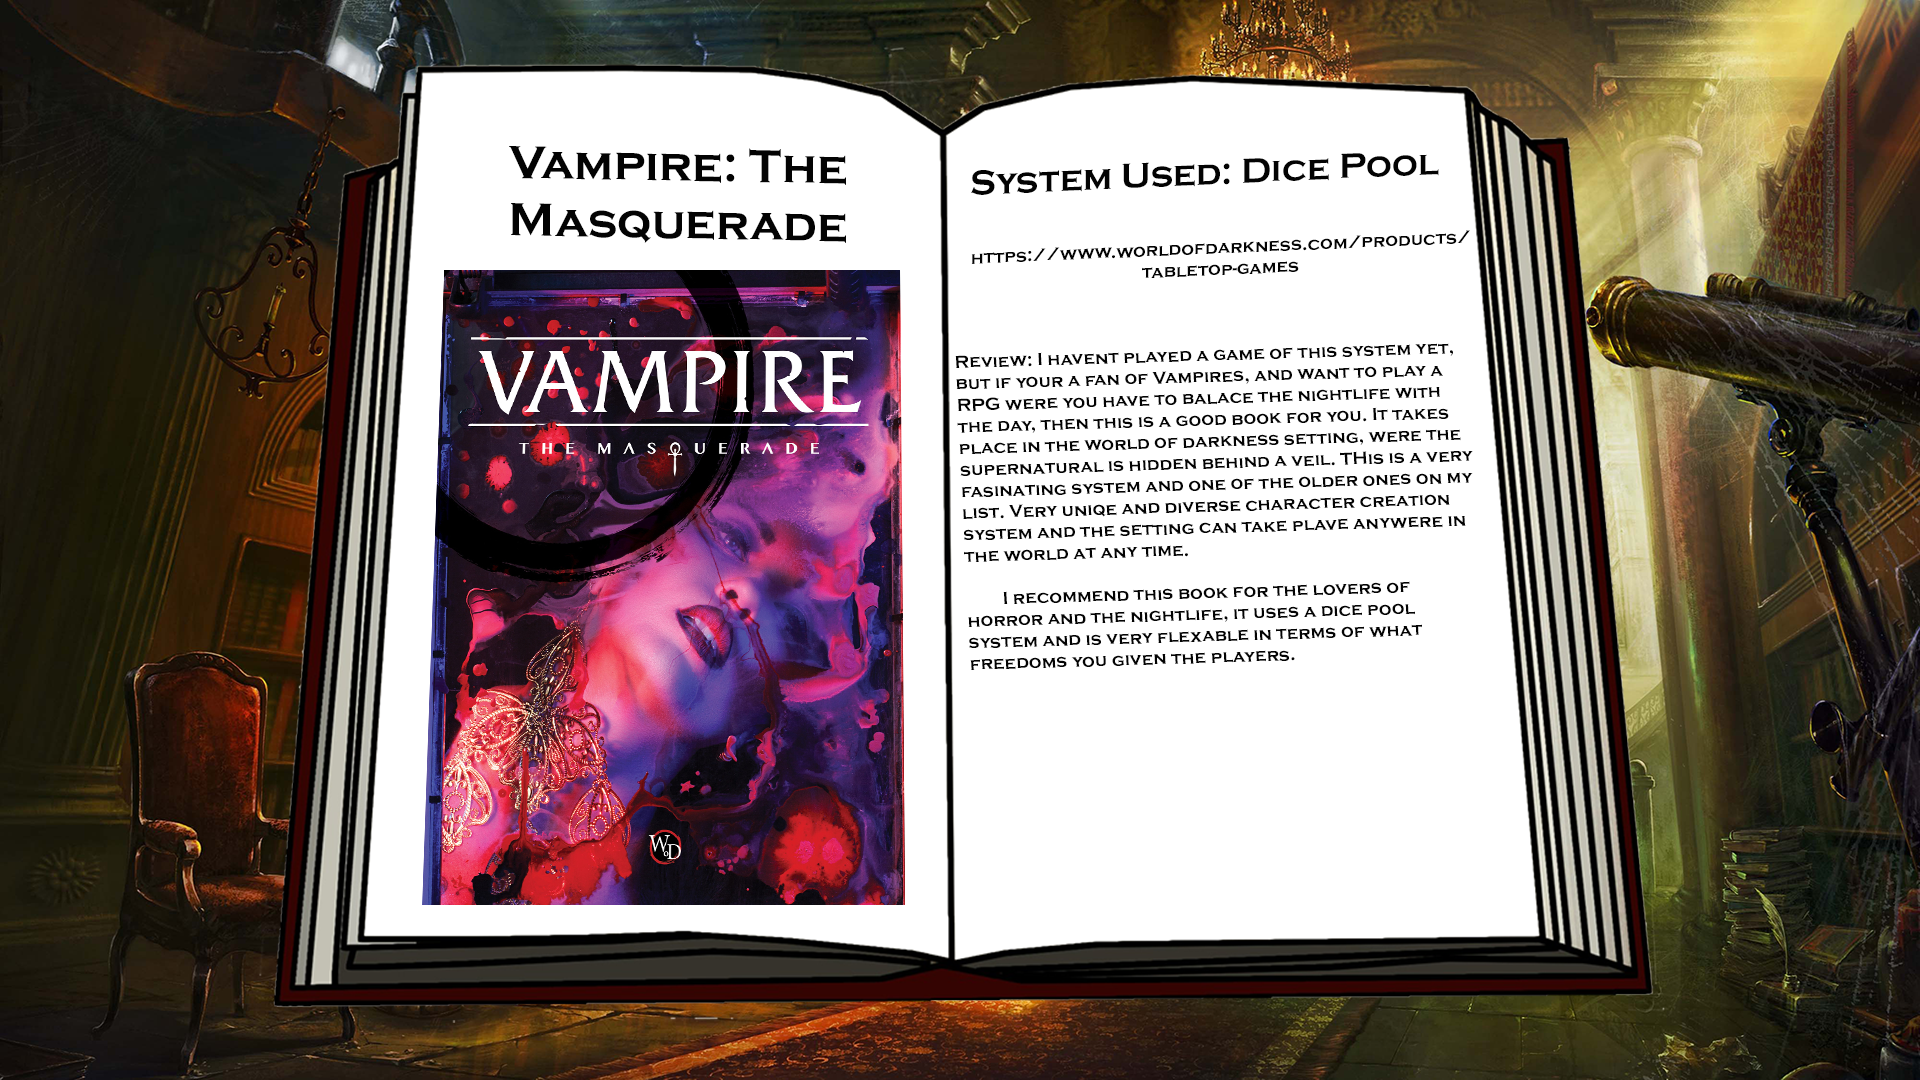 Vampire: The
Masquerade
VAMPIRE
THE MASQUERADE
WoD
System Used: Dice Pool
https://www.worldofdarkness.com/products/
tabletop-games
Review: I havent played a game of this system yet,
but if your a fan of Vampires, and want to play a
RPG were you have to balace the nightlife with
the day, then this is a good book for you. It takes
place in the world of darkness setting, were the
supernatural is hidden behind a veil. THis is a very
fasinating system and one of the older ones on my
list. Very uniqe and diverse character creation
system and the setting can take plave anywere in
the world at any time.
I recommend this book for the lovers of
horror and the nightlife, it uses a dice pool
system and is very flexable in terms of what
freedoms you given the players.